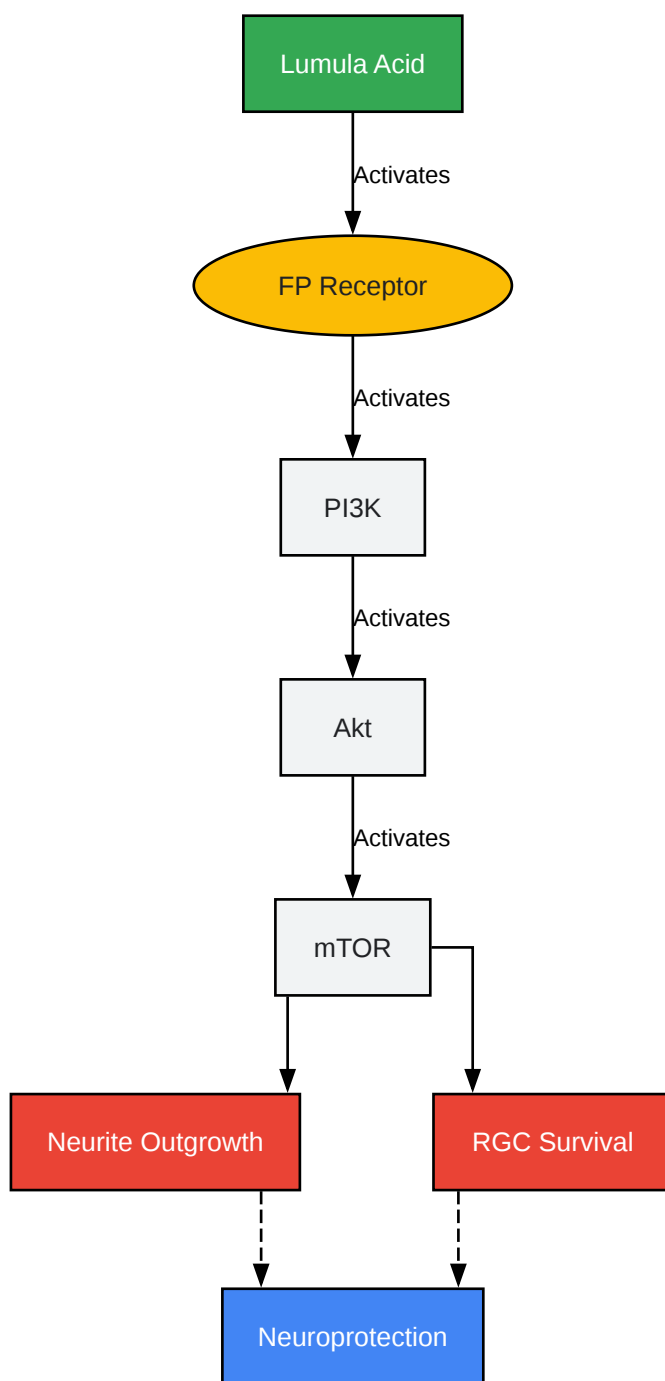 Lumula Acid
Activates
FP Receptor
Activates
PI3K
Activates
Akt
Activates
mTOR
Neurite Outgrowth
RGC Survival
Neuroprotection